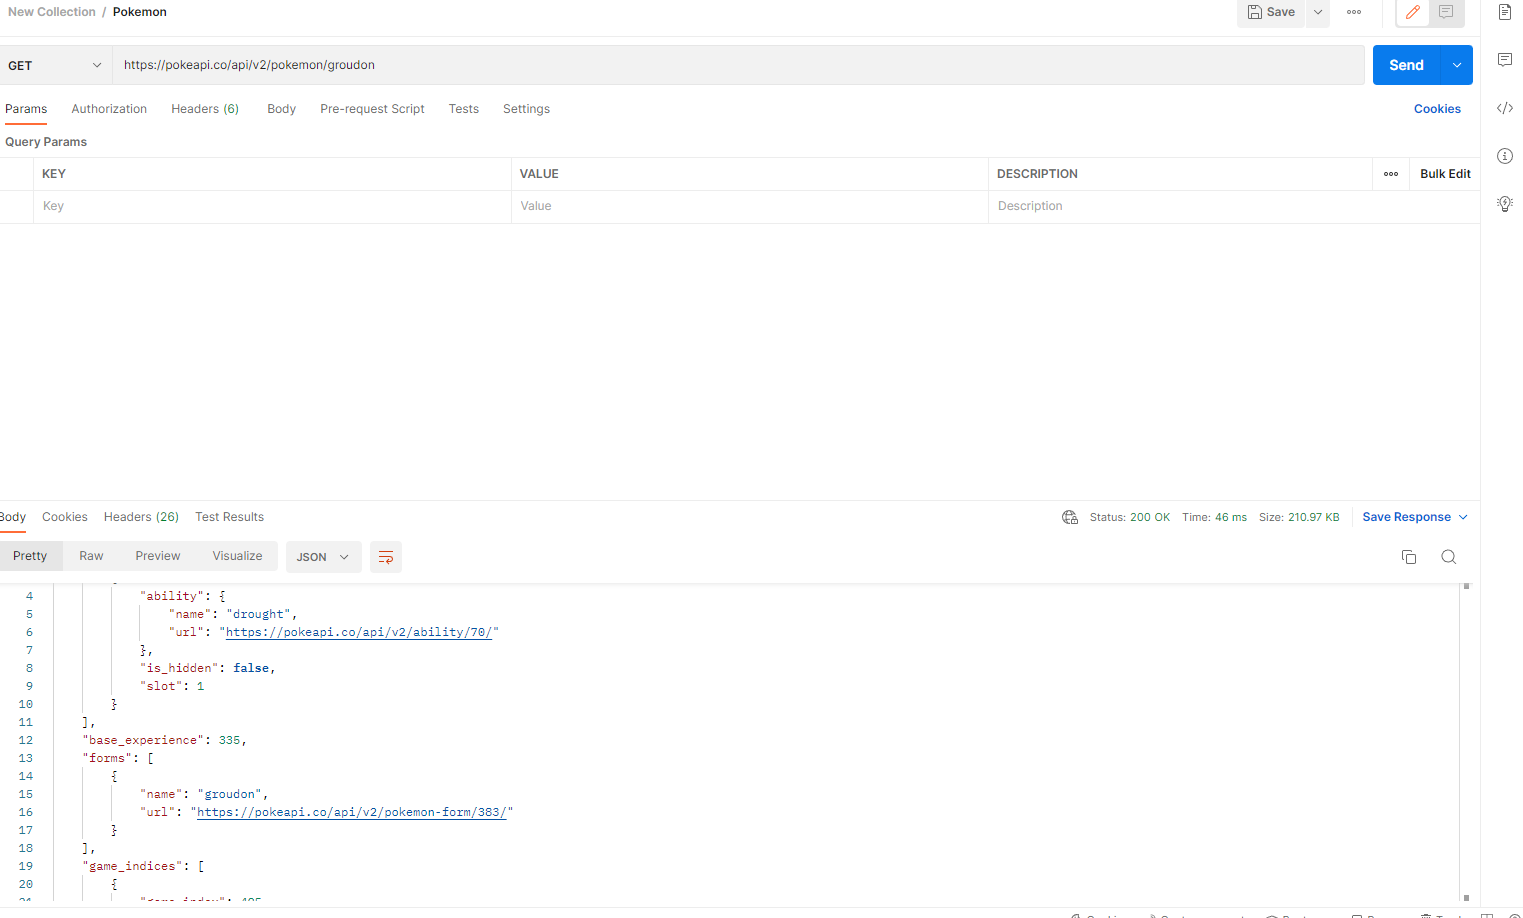 New Collection / Pokemon
Save
GET https://pokeapi.co/api/v2/pokemon/groudon Send
Params Authorization Headers (6) Body Pre-request Script Tests Settings Cookies
Query Params
KEY VALUE DESCRIPTION ooo Bulk Edit
Key Value Description
Body Cookies Headers (26) Test Results Status: 200 OK Time: 46 ms Size: 210.97 KB Save Response
Pretty Raw Preview Visualize JSON
4 "ability": {
5 "name": "drought",
6 "url": "https://pokeapi.co/api/v2/ability/70/"
7 },
8 "is_hidden": false,
9 "slot": 1
10 }
11 ],
12 "base_experience": 335,
13 "forms": [
14 {
15 "name": "groudon",
16 "url": "https://pokeapi.co/api/v2/pokemon-form/383/"
17 }
18 ],
19 "game_indices": [
20 {